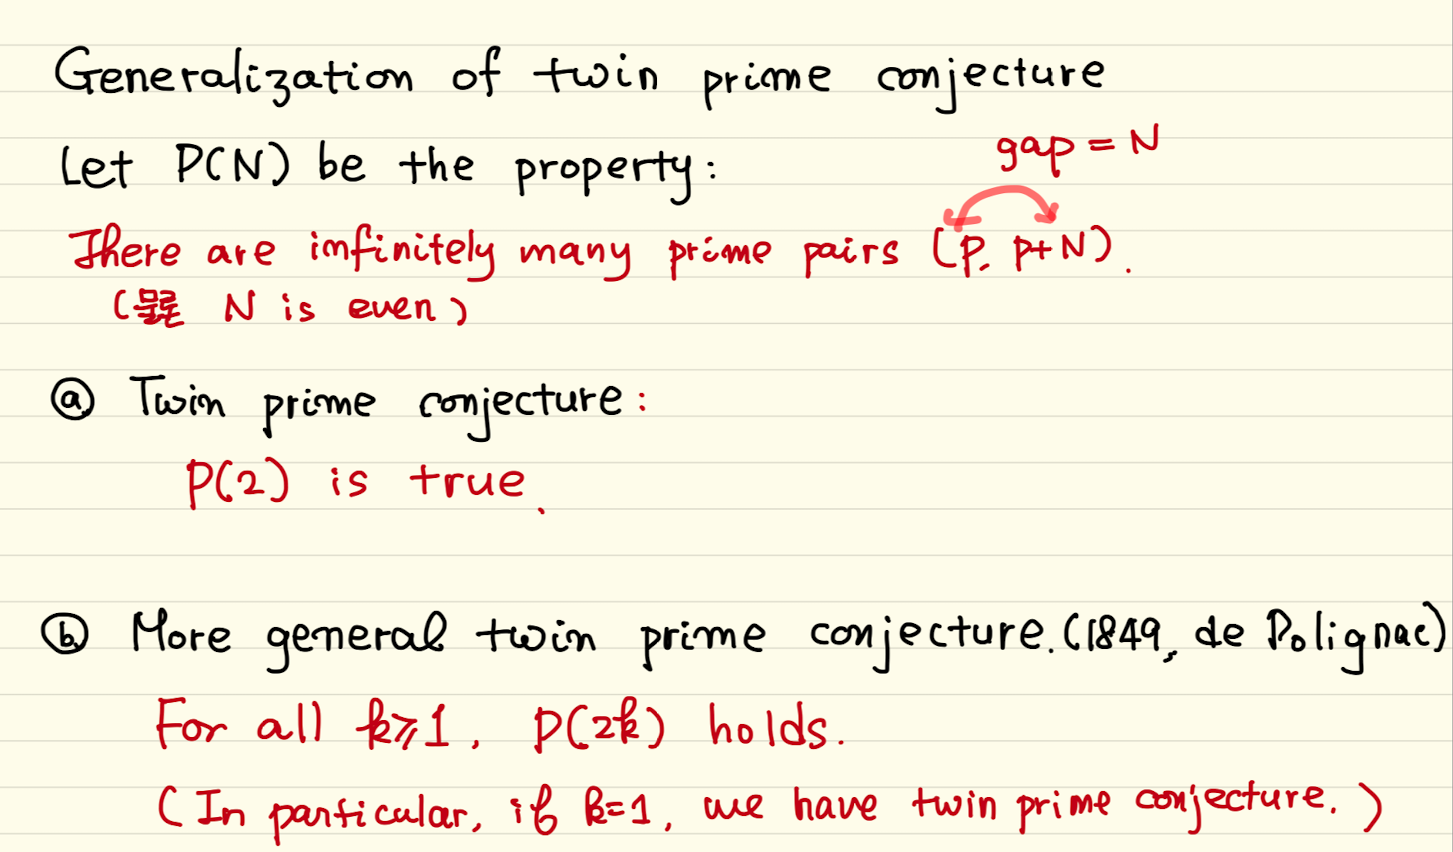 Generalization of twin prime conjecture
Let P(N) be the property:
gap = N
There are infinitely many prime pairs (p, p+N).
(물론 N is even)
ⓐ Twin prime conjecture:
P(2) is true.
ⓑ More general twin prime conjecture. (1849, de Polignac)
For all k⩾1, P(2k) holds.
(In particular, if k=1, we have twin prime conjecture.)